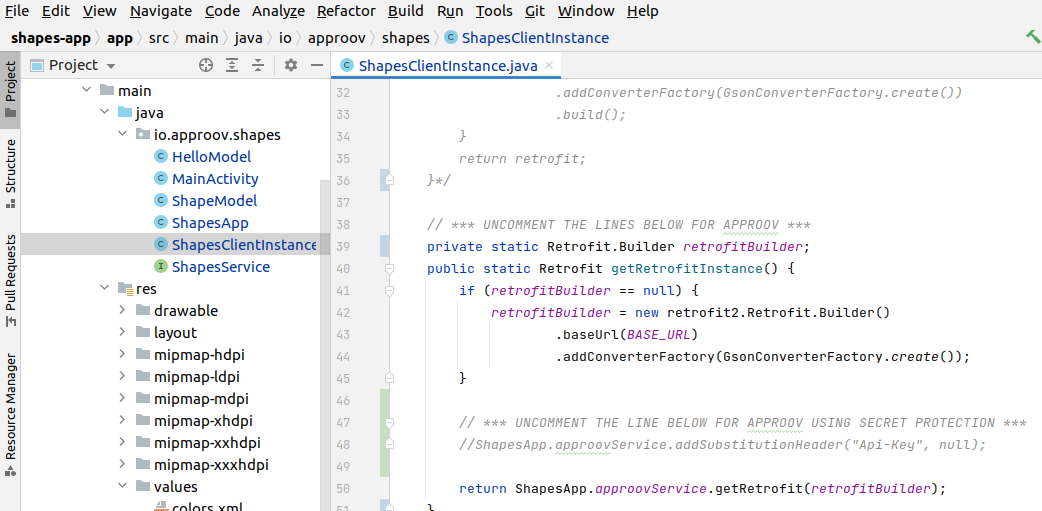 File Edit View Navigate Code Analyze Refactor Build Run Tools Git Window Help
shapes-app app src main java io approov shapes C ShapesClientInstance
Project
Structure
Pull Requests
Resource Manager
Project
main
java
io.approov.shapes
C HelloModel
C MainActivity
C ShapeModel
C ShapesApp
C ShapesClientInstance
I ShapesService
res
drawable
layout
mipmap-hdpi
mipmap-ldpi
mipmap-mdpi
mipmap-xhdpi
mipmap-xxhdpi
mipmap-xxxhdpi
values
colors.xml
C ShapesClientInstance.java
32 .addConverterFactory(GsonConverterFactory.create())
33 .build();
34 }
35 return retrofit;
36 }*/
37
38 // *** UNCOMMENT THE LINES BELOW FOR APPROOV ***
39 private static Retrofit.Builder retrofitBuilder;
40 public static Retrofit getRetrofitInstance() {
41 if (retrofitBuilder == null) {
42 retrofitBuilder = new retrofit2.Retrofit.Builder()
43 .baseUrl(BASE_URL)
44 .addConverterFactory(GsonConverterFactory.create());
45 }
46
47 // *** UNCOMMENT THE LINE BELOW FOR APPROOV USING SECRET PROTECTION ***
48 //ShapesApp.approovService.addSubstitutionHeader("Api-Key", null);
49
50 return ShapesApp.approovService.getRetrofit(retrofitBuilder);
51 }